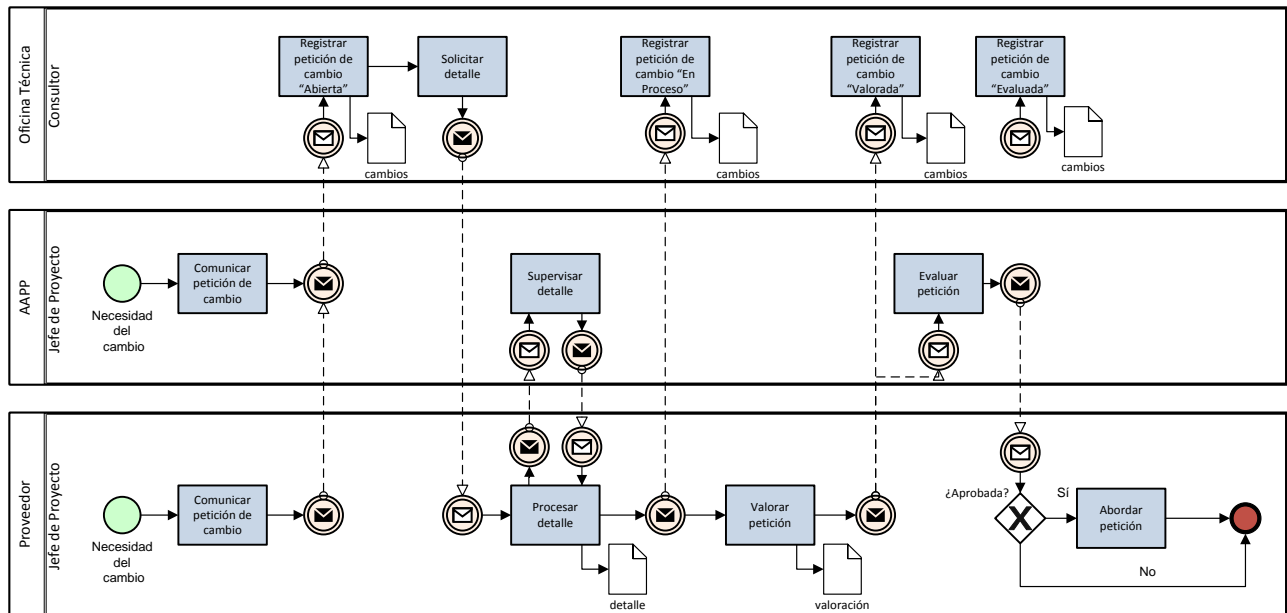 Oficina Técnica
Consultor
Registrar
petición de
cambio
“Abierta”
Solicitar
detalle
Registrar
petición de
cambio “En
Proceso”
Registrar
petición de
cambio
“Valorada”
Registrar
petición de
cambio
“Evaluada”
cambios
cambios
cambios
cambios
AAPP
Jefe de Proyecto
Necesidad
del
cambio
Comunicar
petición de
cambio
Supervisar
detalle
Evaluar
petición
Proveedor
Jefe de Proyecto
Necesidad
del
cambio
Comunicar
petición de
cambio
Procesar
detalle
detalle
Valorar
petición
valoración
¿Aprobada?
Sí
Abordar
petición
No